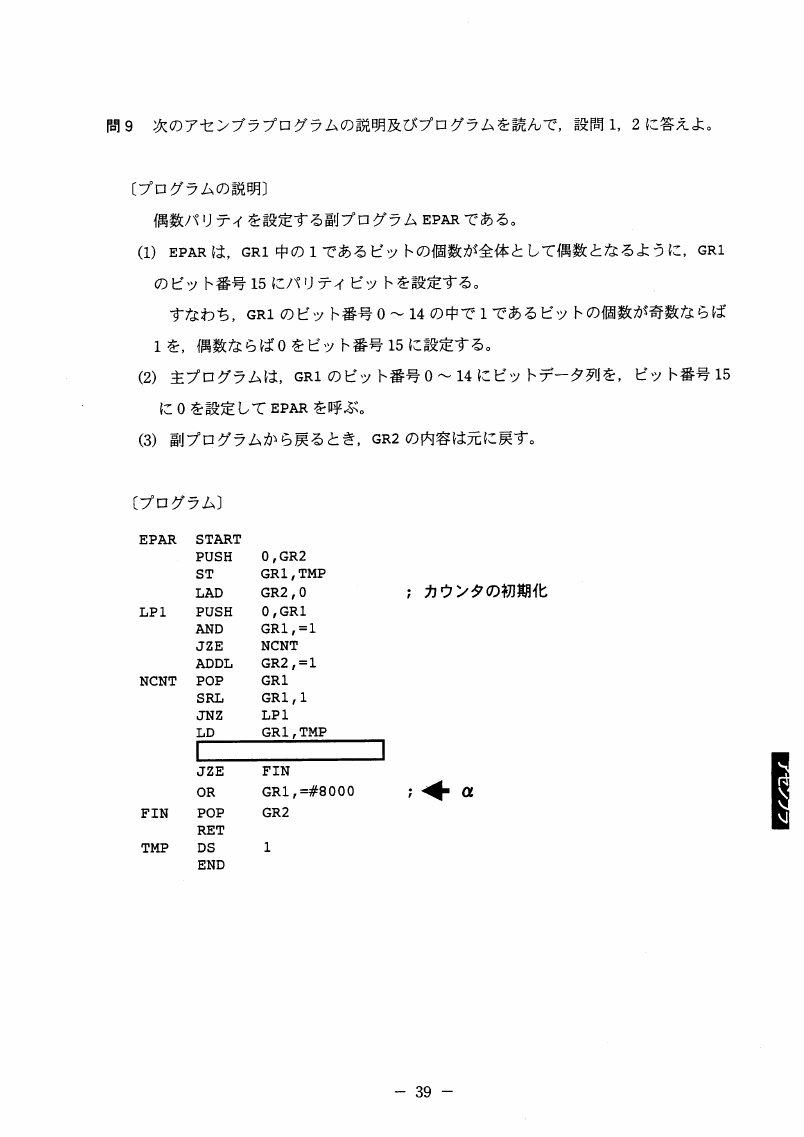 問9 次のアセンブラプログラムの説明及びプログラムを読んで，設問1，2に答えよ。
〔プログラムの説明〕
偶数パリティを設定する副プログラム EPAR である。
(1) EPAR は，GR1 中の1であるビットの個数が全体として偶数となるように，GR1
のビット番号15にパリティビットを設定する。
すなわち，GR1 のビット番号0～14の中で1であるビットの個数が奇数ならば
1を，偶数ならば0をビット番号15に設定する。
(2) 主プログラムは，GR1 のビット番号0～14にビットデータ列を，ビット番号15
に0を設定して EPAR を呼ぶ。
(3) 副プログラムから戻るとき，GR2 の内容は元に戻す。
〔プログラム〕
EPAR START
PUSH 0,GR2
ST GR1,TMP
LAD GR2,0 ; カウンタの初期化
LP1 PUSH 0,GR1
AND GR1,=1
JZE NCNT
ADDL GR2,=1
NCNT POP GR1
SRL GR1,1
JNZ LP1
LD GR1,TMP
JZE FIN
OR GR1,=#8000 ; ← α
FIN POP GR2
RET
TMP DS 1
END
アセンブラ
－ 39 －